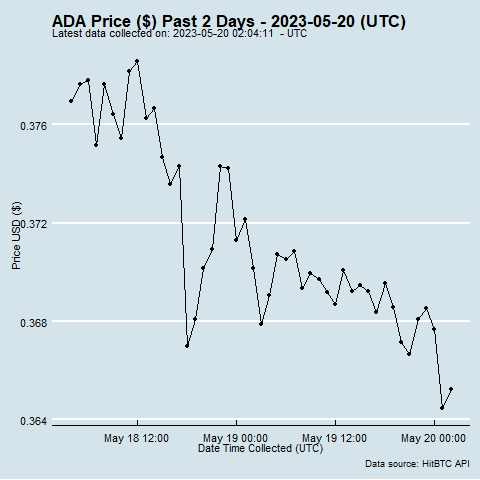 ADA Price ($) Past 2 Days - 2023-05-20 (UTC)
Latest data collected on: 2023-05-20 02:04:11  - UTC
0.376
0.372
0.368
0.364
Price USD ($)
May 18 12:00
May 19 00:00
May 19 12:00
May 20 00:00
Date Time Collected (UTC)
Data source: HitBTC API